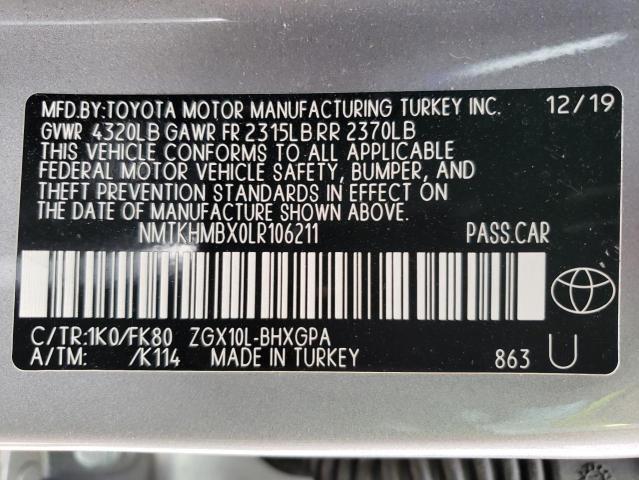 MFD.BY:TOYOTA MOTOR MANUFACTURING TURKEY INC. 12/19
GVWR 4320LB GAWR FR 2315LB RR 2370LB
THIS VEHICLE CONFORMS TO ALL APPLICABLE
FEDERAL MOTOR VEHICLE SAFETY, BUMPER, AND
THEFT PREVENTION STANDARDS IN EFFECT ON
THE DATE OF MANUFACTURE SHOWN ABOVE.
NMTKHMBX0LR106211 PASS.CAR
C/TR:1K0/FK80 ZGX10L-BHXGPA
A/TM: /K114 MADE IN TURKEY 863 U